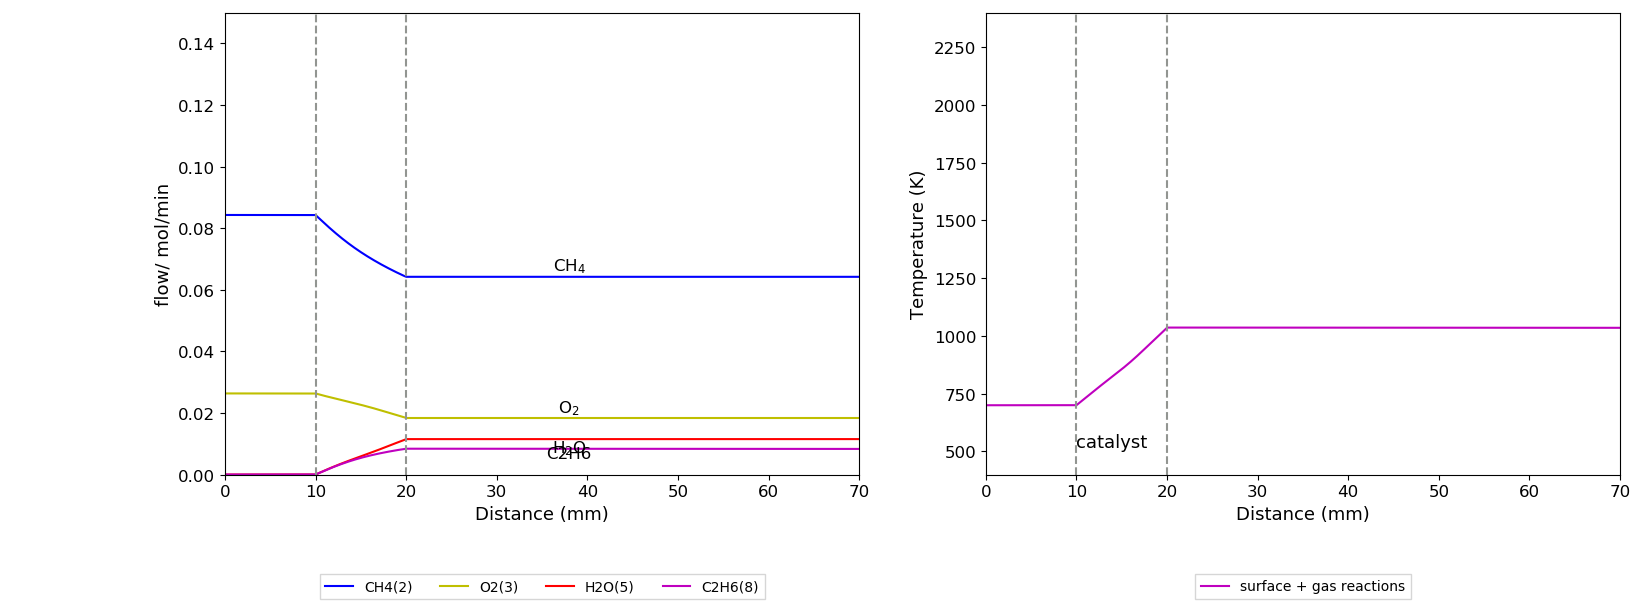 0.14
0.12
0.10
0.08
0.06
0.04
0.02
0.00
flow/ mol/min
CH₄
O₂
H₂O
C2H6
0 10 20 30 40 50 60 70
Distance (mm)
CH4(2) O2(3) H2O(5) C2H6(8)
2250
2000
1750
1500
1250
1000
750
500
Temperature (K)
catalyst
0 10 20 30 40 50 60 70
Distance (mm)
surface + gas reactions